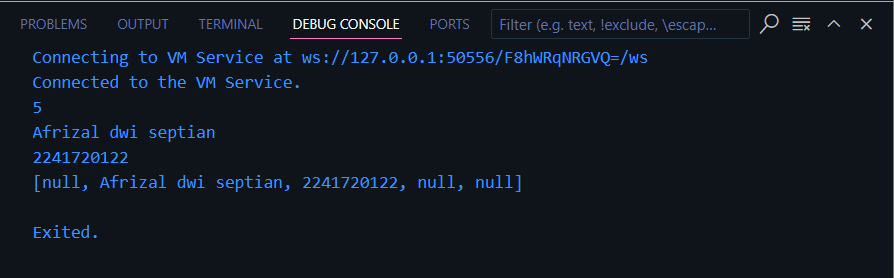 PROBLEMS OUTPUT TERMINAL DEBUG CONSOLE PORTS Filter (e.g. text, !exclude, \escap...
Connecting to VM Service at ws://127.0.0.1:50556/F8hWRqNRGVQ=/ws
Connected to the VM Service.
5
Afrizal dwi septian
2241720122
[null, Afrizal dwi septian, 2241720122, null, null]
Exited.